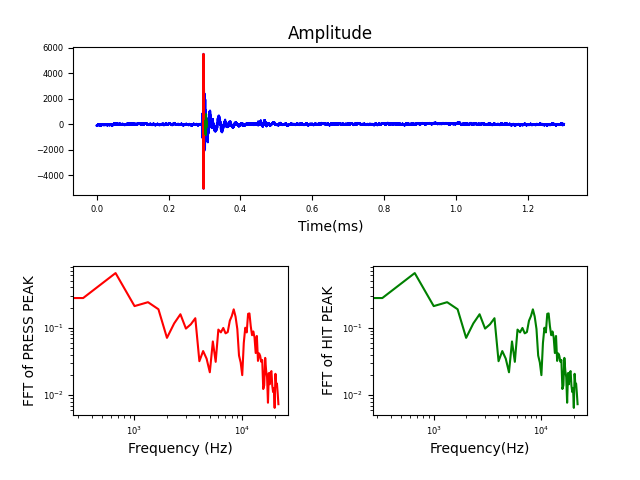 Amplitude
6000
4000
2000
0
−2000
−4000
0.0 0.2 0.4 0.6 0.8 1.0 1.2
Time(ms)
FFT of PRESS PEAK
10⁻¹
10⁻²
10³ 10⁴
Frequency (Hz)
FFT of HIT PEAK
10⁻¹
10⁻²
10³ 10⁴
Frequency(Hz)